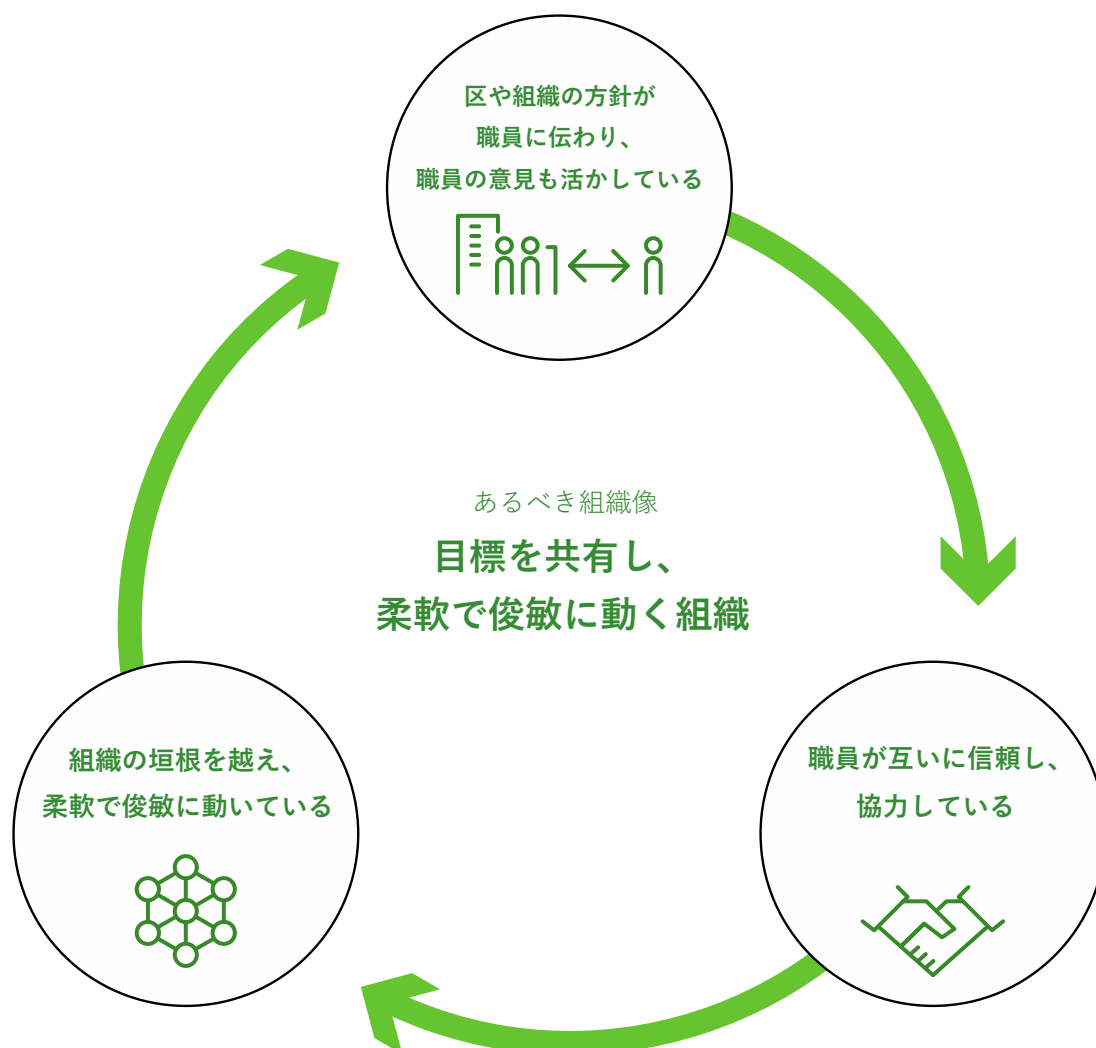 区や組織の方針が
職員に伝わり、
職員の意見も活かしている
あるべき組織像
目標を共有し、
柔軟で俊敏に動く組織
組織の垣根を越え、
柔軟で俊敏に動いている
職員が互いに信頼し、
協力している